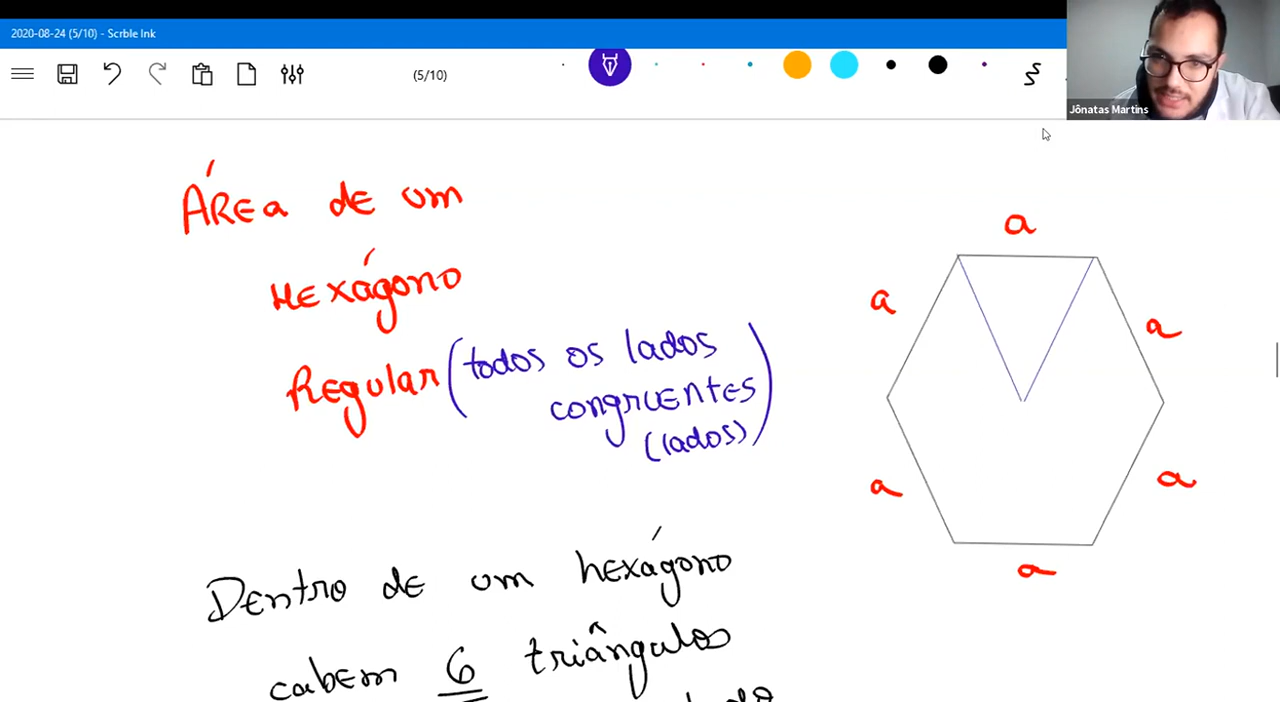 2020-08-24 (5/10) - Scrble Ink
(5/10)
Jônatas Martins
ÁREA DE um
HExágono
REgulAr (todos os lados
congruENtES
(lados))
a
a
a
a
a
a
DENtro dE um hExágono
cabEm 6 triângulos